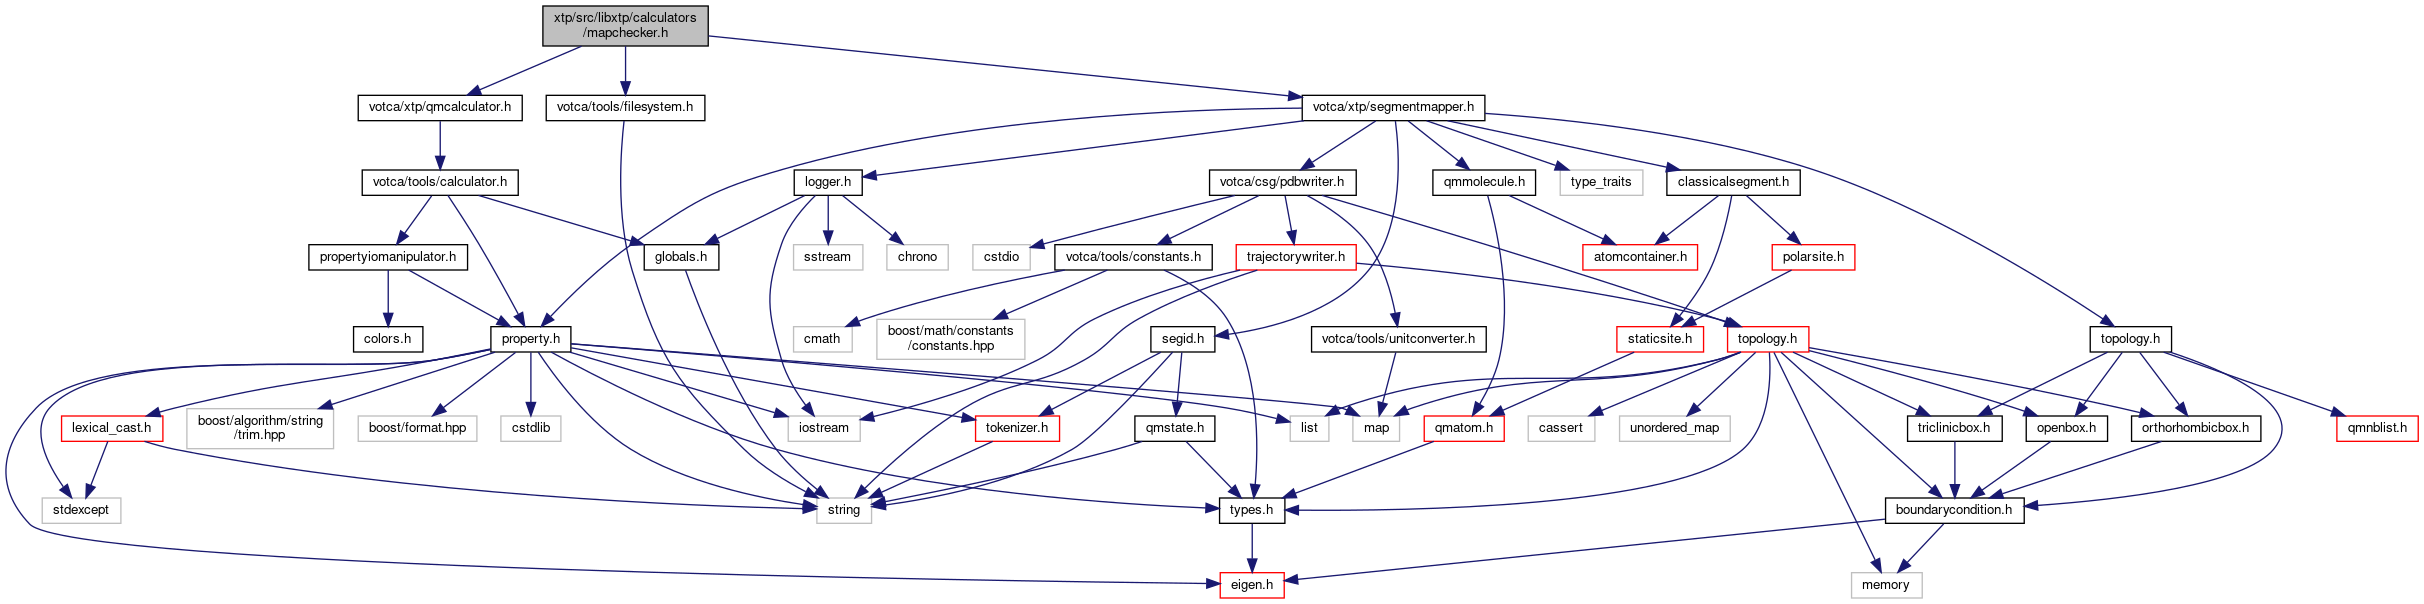 xtp/src/libxtp/calculators
/mapchecker.h
votca/xtp/qmcalculator.h
votca/tools/filesystem.h
votca/xtp/segmentmapper.h
votca/tools/calculator.h
logger.h
votca/csg/pdbwriter.h
qmmolecule.h
type_traits
classicalsegment.h
propertyiomanipulator.h
globals.h
sstream
chrono
cstdio
votca/tools/constants.h
trajectorywriter.h
atomcontainer.h
polarsite.h
colors.h
property.h
cmath
boost/math/constants
/constants.hpp
segid.h
votca/tools/unitconverter.h
staticsite.h
topology.h
topology.h
lexical_cast.h
boost/algorithm/string
/trim.hpp
boost/format.hpp
cstdlib
iostream
tokenizer.h
qmstate.h
list
map
qmatom.h
cassert
unordered_map
triclinicbox.h
openbox.h
orthorhombicbox.h
qmnblist.h
stdexcept
string
types.h
boundarycondition.h
eigen.h
memory